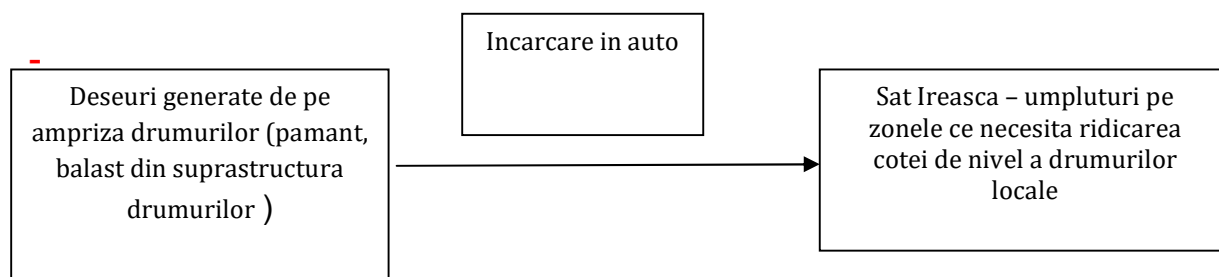 Incarcare in auto
-
Deseuri generate de pe
ampriza drumurilor (pamant,
balast din suprastructura
drumurilor )
Sat Ireasca – umpluturi pe
zonele ce necesita ridicarea
cotei de nivel a drumurilor
locale